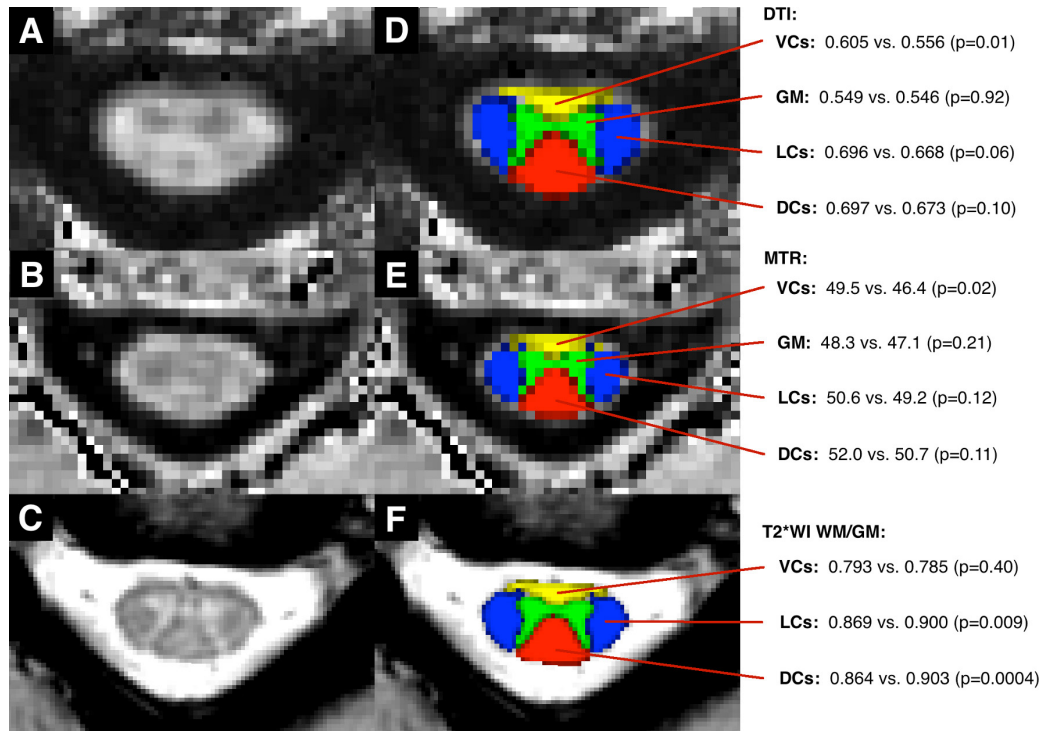 A
D
DTI:
VCs: 0.605 vs. 0.556 (p=0.01)
GM: 0.549 vs. 0.546 (p=0.92)
LCs: 0.696 vs. 0.668 (p=0.06)
DCs: 0.697 vs. 0.673 (p=0.10)
B
E
MTR:
VCs: 49.5 vs. 46.4 (p=0.02)
GM: 48.3 vs. 47.1 (p=0.21)
LCs: 50.6 vs. 49.2 (p=0.12)
DCs: 52.0 vs. 50.7 (p=0.11)
C
F
T2*WI WM/GM:
VCs: 0.793 vs. 0.785 (p=0.40)
LCs: 0.869 vs. 0.900 (p=0.009)
DCs: 0.864 vs. 0.903 (p=0.0004)